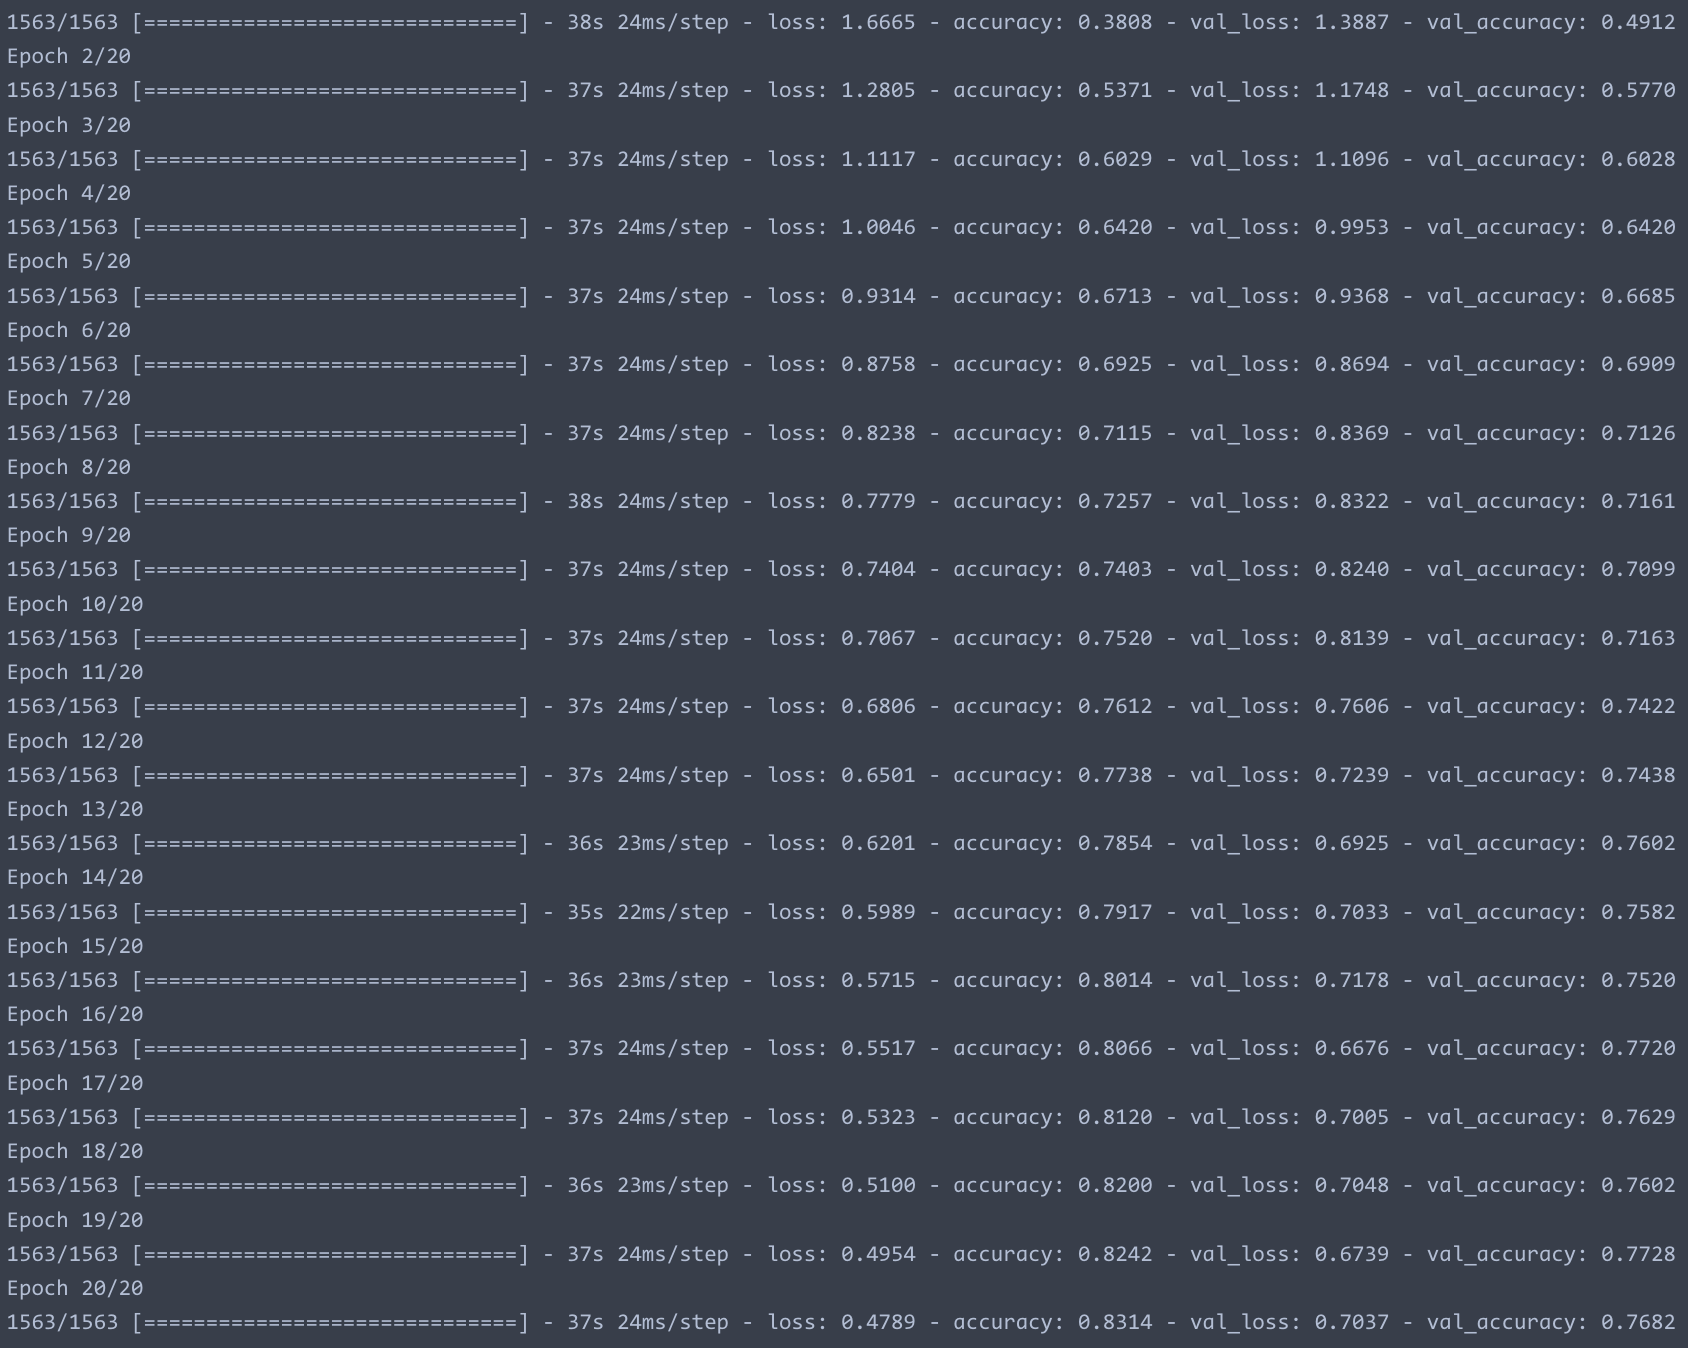 1563/1563 [==============================] - 38s 24ms/step - loss: 1.6665 - accuracy: 0.3808 - val_loss: 1.3887 - val_accuracy: 0.4912
Epoch 2/20
1563/1563 [==============================] - 37s 24ms/step - loss: 1.2805 - accuracy: 0.5371 - val_loss: 1.1748 - val_accuracy: 0.5770
Epoch 3/20
1563/1563 [==============================] - 37s 24ms/step - loss: 1.1117 - accuracy: 0.6029 - val_loss: 1.1096 - val_accuracy: 0.6028
Epoch 4/20
1563/1563 [==============================] - 37s 24ms/step - loss: 1.0046 - accuracy: 0.6420 - val_loss: 0.9953 - val_accuracy: 0.6420
Epoch 5/20
1563/1563 [==============================] - 37s 24ms/step - loss: 0.9314 - accuracy: 0.6713 - val_loss: 0.9368 - val_accuracy: 0.6685
Epoch 6/20
1563/1563 [==============================] - 37s 24ms/step - loss: 0.8758 - accuracy: 0.6925 - val_loss: 0.8694 - val_accuracy: 0.6909
Epoch 7/20
1563/1563 [==============================] - 37s 24ms/step - loss: 0.8238 - accuracy: 0.7115 - val_loss: 0.8369 - val_accuracy: 0.7126
Epoch 8/20
1563/1563 [==============================] - 38s 24ms/step - loss: 0.7779 - accuracy: 0.7257 - val_loss: 0.8322 - val_accuracy: 0.7161
Epoch 9/20
1563/1563 [==============================] - 37s 24ms/step - loss: 0.7404 - accuracy: 0.7403 - val_loss: 0.8240 - val_accuracy: 0.7099
Epoch 10/20
1563/1563 [==============================] - 37s 24ms/step - loss: 0.7067 - accuracy: 0.7520 - val_loss: 0.8139 - val_accuracy: 0.7163
Epoch 11/20
1563/1563 [==============================] - 37s 24ms/step - loss: 0.6806 - accuracy: 0.7612 - val_loss: 0.7606 - val_accuracy: 0.7422
Epoch 12/20
1563/1563 [==============================] - 37s 24ms/step - loss: 0.6501 - accuracy: 0.7738 - val_loss: 0.7239 - val_accuracy: 0.7438
Epoch 13/20
1563/1563 [==============================] - 36s 23ms/step - loss: 0.6201 - accuracy: 0.7854 - val_loss: 0.6925 - val_accuracy: 0.7602
Epoch 14/20
1563/1563 [==============================] - 35s 22ms/step - loss: 0.5989 - accuracy: 0.7917 - val_loss: 0.7033 - val_accuracy: 0.7582
Epoch 15/20
1563/1563 [==============================] - 36s 23ms/step - loss: 0.5715 - accuracy: 0.8014 - val_loss: 0.7178 - val_accuracy: 0.7520
Epoch 16/20
1563/1563 [==============================] - 37s 24ms/step - loss: 0.5517 - accuracy: 0.8066 - val_loss: 0.6676 - val_accuracy: 0.7720
Epoch 17/20
1563/1563 [==============================] - 37s 24ms/step - loss: 0.5323 - accuracy: 0.8120 - val_loss: 0.7005 - val_accuracy: 0.7629
Epoch 18/20
1563/1563 [==============================] - 36s 23ms/step - loss: 0.5100 - accuracy: 0.8200 - val_loss: 0.7048 - val_accuracy: 0.7602
Epoch 19/20
1563/1563 [==============================] - 37s 24ms/step - loss: 0.4954 - accuracy: 0.8242 - val_loss: 0.6739 - val_accuracy: 0.7728
Epoch 20/20
1563/1563 [==============================] - 37s 24ms/step - loss: 0.4789 - accuracy: 0.8314 - val_loss: 0.7037 - val_accuracy: 0.7682